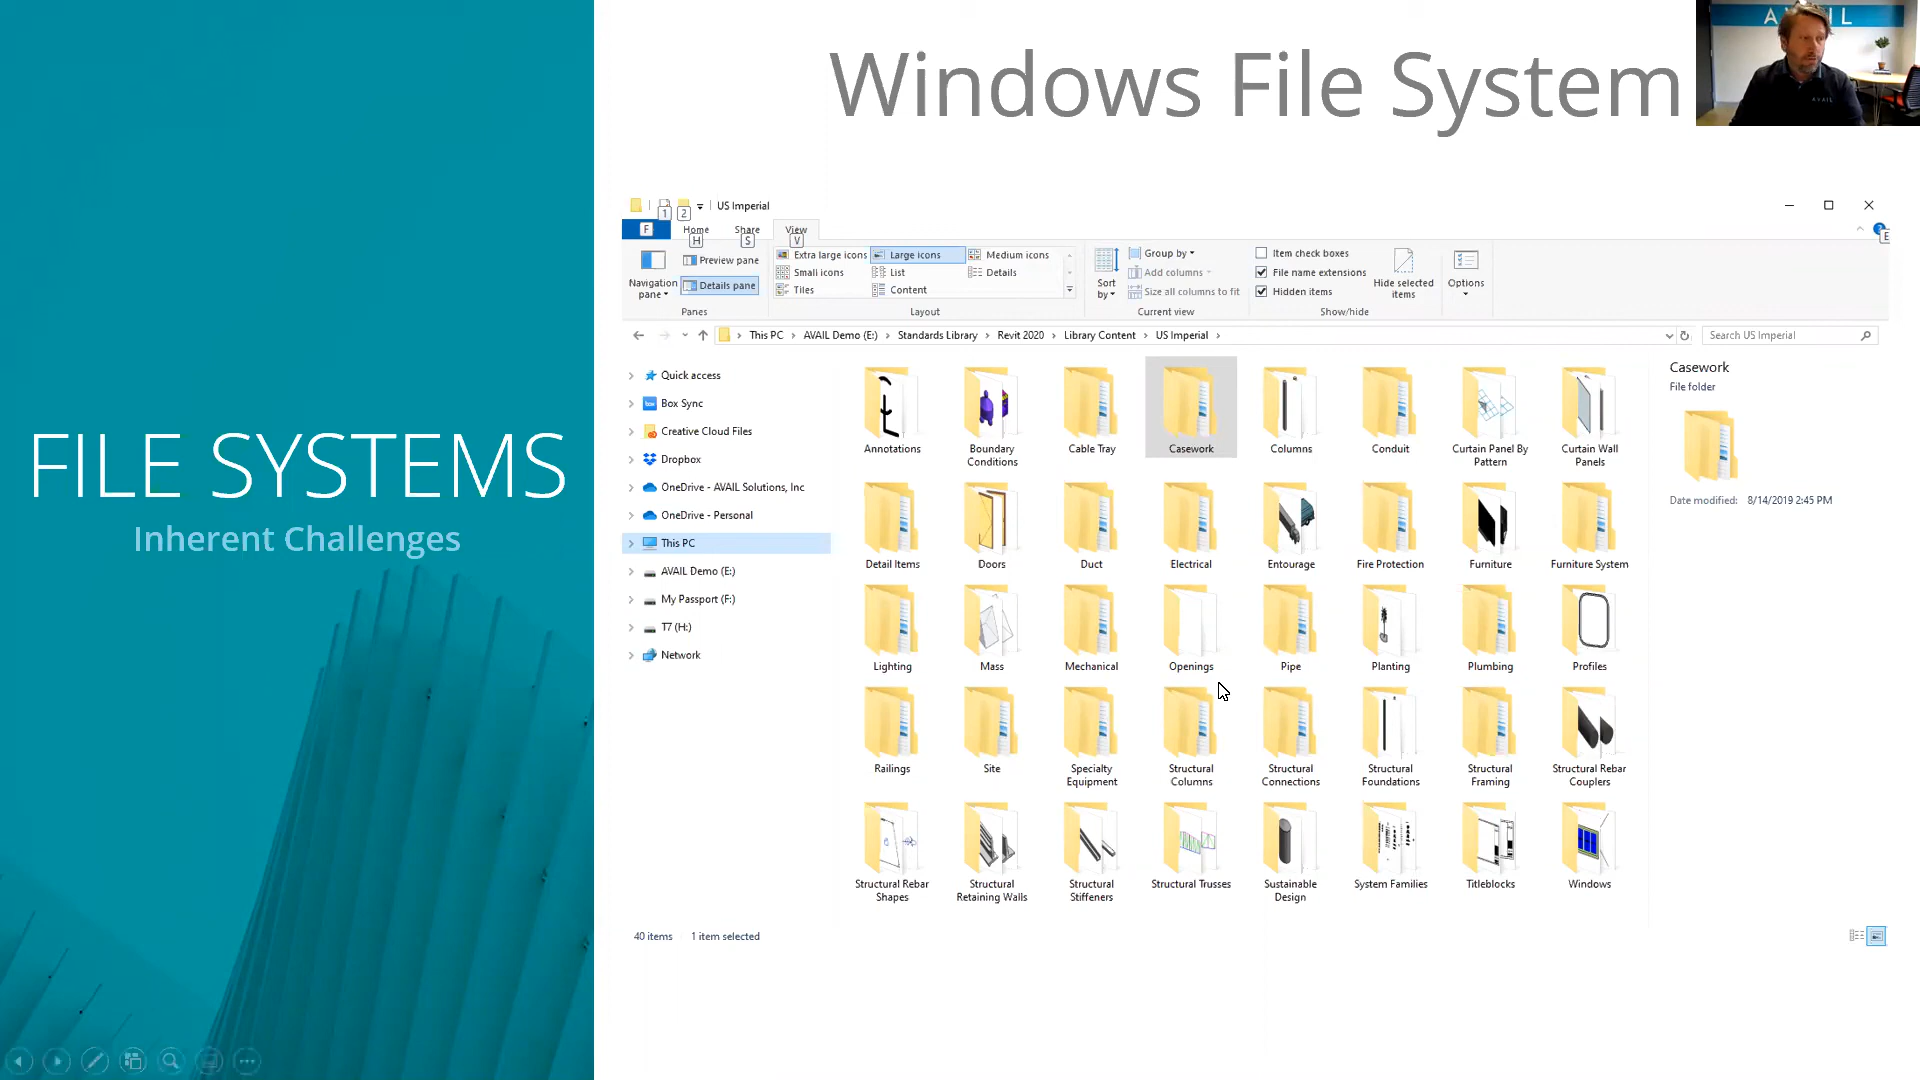 FILE SYSTEMS
Inherent Challenges
Windows File System
AVAIL
AVAIL
1
2
US Imperial
F
Home
Share
View
H
S
V
E
Navigation pane
Preview pane
Details pane
Panes
Extra large icons
Large icons
Medium icons
Small icons
List
Details
Tiles
Content
Layout
Sort by
Group by
Add columns
Size all columns to fit
Current view
Item check boxes
File name extensions
Hidden items
Hide selected items
Show/hide
Options
This PC > AVAIL Demo (E:) > Standards Library > Revit 2020 > Library Content > US Imperial >
Search US Imperial
Quick access
Box Sync
Creative Cloud Files
Dropbox
OneDrive - AVAIL Solutions, Inc
OneDrive - Personal
This PC
AVAIL Demo (E:)
My Passport (F:)
T7 (H:)
Network
Annotations
Boundary Conditions
Cable Tray
Casework
Columns
Conduit
Curtain Panel By Pattern
Curtain Wall Panels
Detail Items
Doors
Duct
Electrical
Entourage
Fire Protection
Furniture
Furniture System
Lighting
Mass
Mechanical
Openings
Pipe
Planting
Plumbing
Profiles
Railings
Site
Specialty Equipment
Structural Columns
Structural Connections
Structural Foundations
Structural Framing
Structural Rebar Couplers
Structural Rebar Shapes
Structural Retaining Walls
Structural Stiffeners
Structural Trusses
Sustainable Design
System Families
Titleblocks
Windows
Casework
File folder
Date modified: 8/14/2019 2:45 PM
40 items
1 item selected